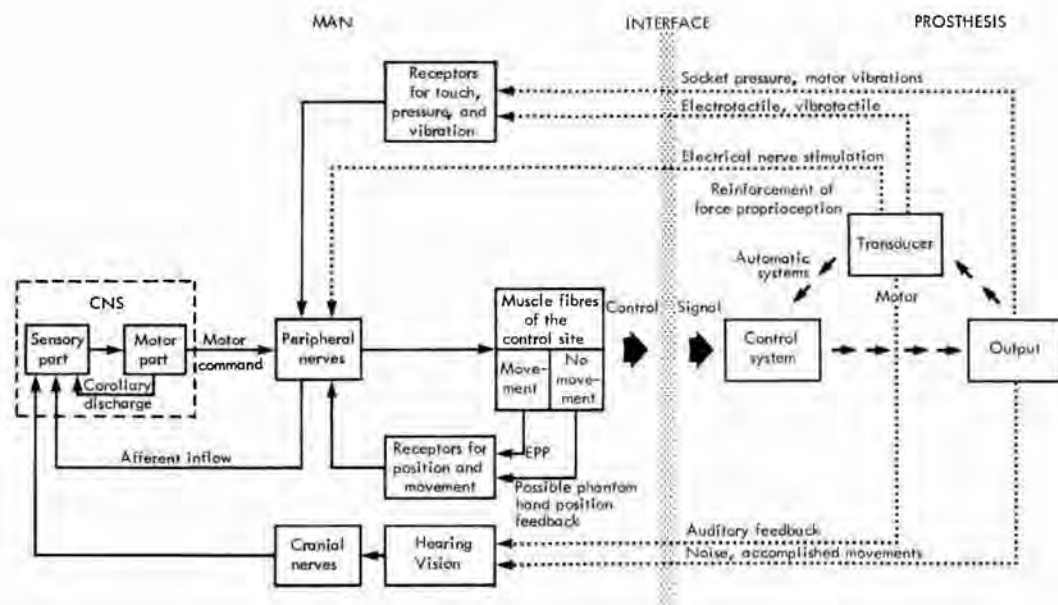 MAN
INTERFACE
PROSTHESIS
Receptors
for touch,
pressure, and
vibration
Socket pressure, motor vibrations
Electrotactile, vibrotactile
Electrical nerve stimulation
Reinforcement of
force proprioception
Transducer
Automatic
systems
Motor
CNS
Sensory
part
Motor
part
Corollary
discharge
Motor
command
Peripheral
nerves
Muscle fibres
of the
control site
Move-
ment
No
move-
ment
Control
Signal
Control
system
Output
Afferent inflow
Receptors for
position and
movement
EPP
Possible phantom
hand position
feedback
Cranial
nerves
Hearing
Vision
Auditory feedback
Noise, accomplished movements